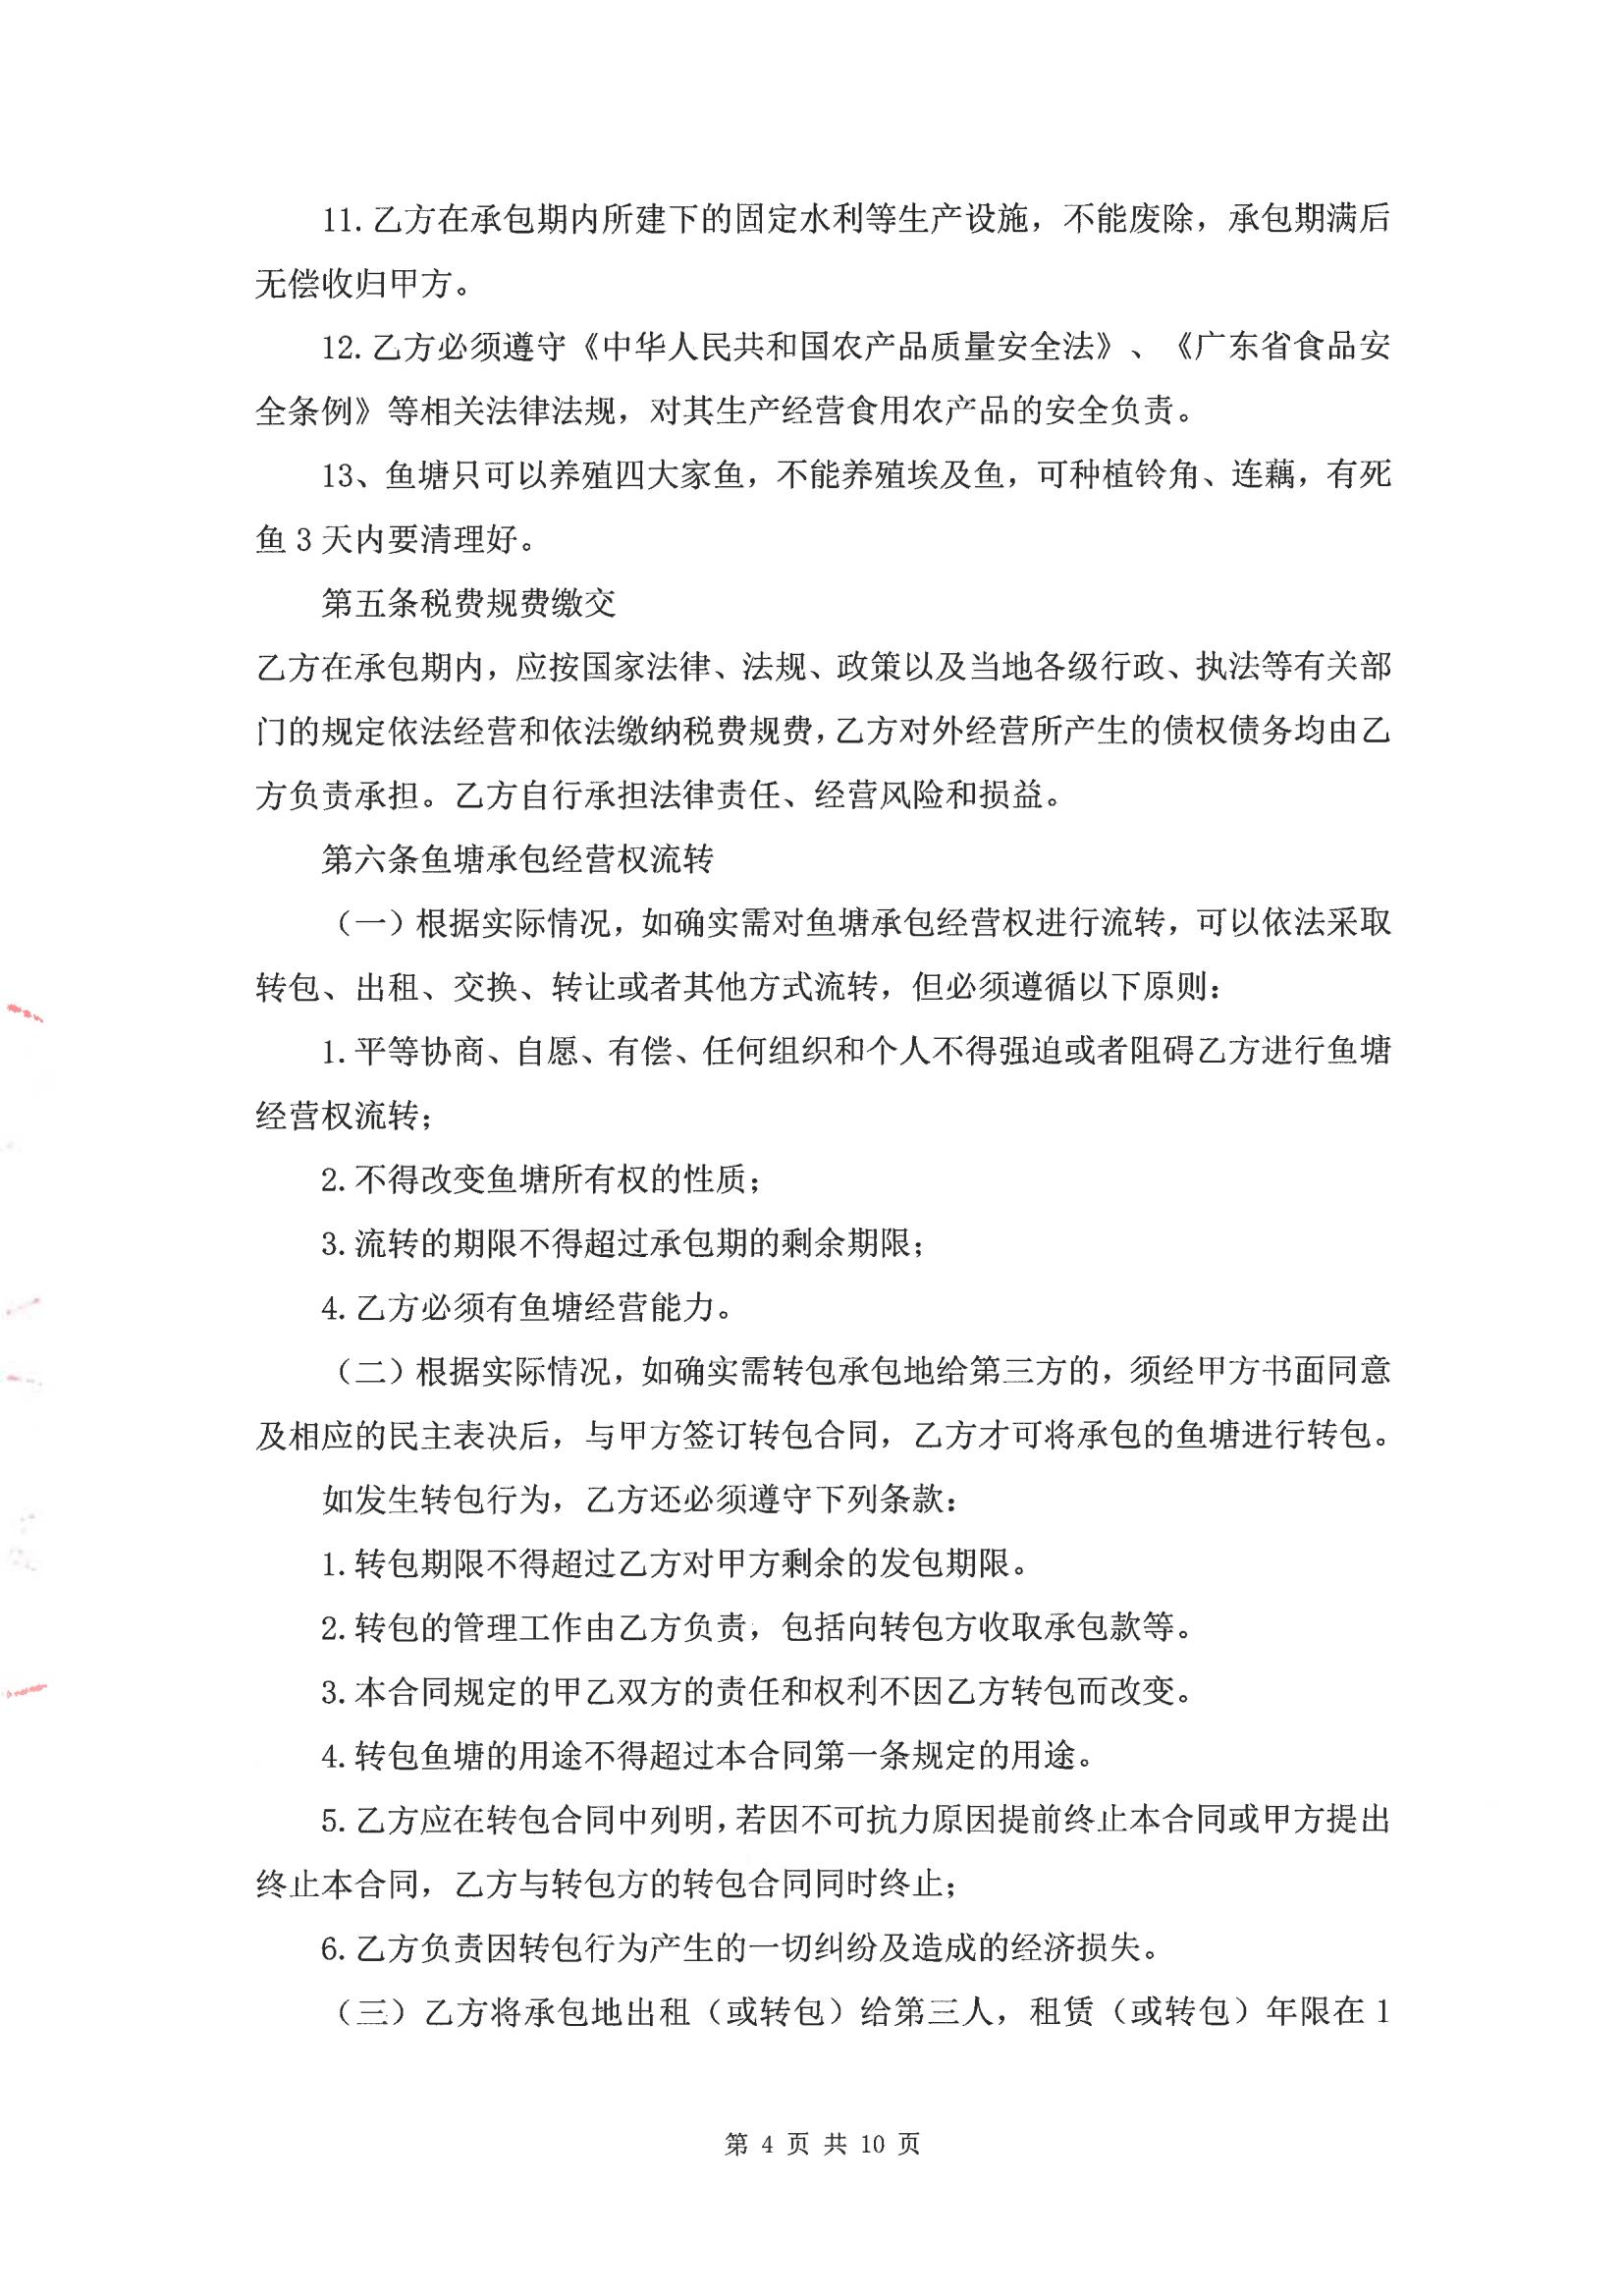 11.乙方在承包期内所建下的固定水利等生产设施，不能废除，承包期满后
无偿收归甲方。
12.乙方必须遵守《中华人民共和国农产品质量安全法》、《广东省食品安
全条例》等相关法律法规，对其生产经营食用农产品的安全负责。
13、鱼塘只可以养殖四大家鱼，不能养殖埃及鱼，可种植铃角、连藕，有死
鱼 3 天内要清理好。
第五条税费规费缴交
乙方在承包期内，应按国家法律、法规、政策以及当地各级行政、执法等有关部
门的规定依法经营和依法缴纳税费规费，乙方对外经营所产生的债权债务均由乙
方负责承担。乙方自行承担法律责任、经营风险和损益。
第六条鱼塘承包经营权流转
（一）根据实际情况，如确实需对鱼塘承包经营权进行流转，可以依法采取
转包、出租、交换、转让或者其他方式流转，但必须遵循以下原则：
1.平等协商、自愿、有偿、任何组织和个人不得强迫或者阻碍乙方进行鱼塘
经营权流转；
2.不得改变鱼塘所有权的性质；
3.流转的期限不得超过承包期的剩余期限；
4.乙方必须有鱼塘经营能力。
（二）根据实际情况，如确实需转包承包地给第三方的，须经甲方书面同意
及相应的民主表决后，与甲方签订转包合同，乙方才可将承包的鱼塘进行转包。
如发生转包行为，乙方还必须遵守下列条款：
1.转包期限不得超过乙方对甲方剩余的发包期限。
2.转包的管理工作由乙方负责，包括向转包方收取承包款等。
3.本合同规定的甲乙双方的责任和权利不因乙方转包而改变。
4.转包鱼塘的用途不得超过本合同第一条规定的用途。
5.乙方应在转包合同中列明，若因不可抗力原因提前终止本合同或甲方提出
终止本合同，乙方与转包方的转包合同同时终止；
6.乙方负责因转包行为产生的一切纠纷及造成的经济损失。
（三）乙方将承包地出租（或转包）给第三人，租赁（或转包）年限在 1
第 4 页 共 10 页